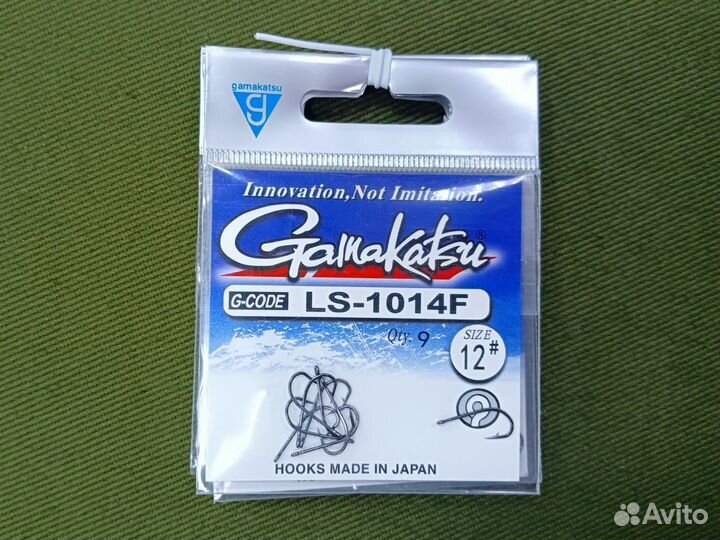 gamakatsu
g
Innovation,Not Imitation.
Gamakatsu®
G-CODE LS-1014F
Qty. 9
SIZE
12#
HOOKS MADE IN JAPAN
Avito